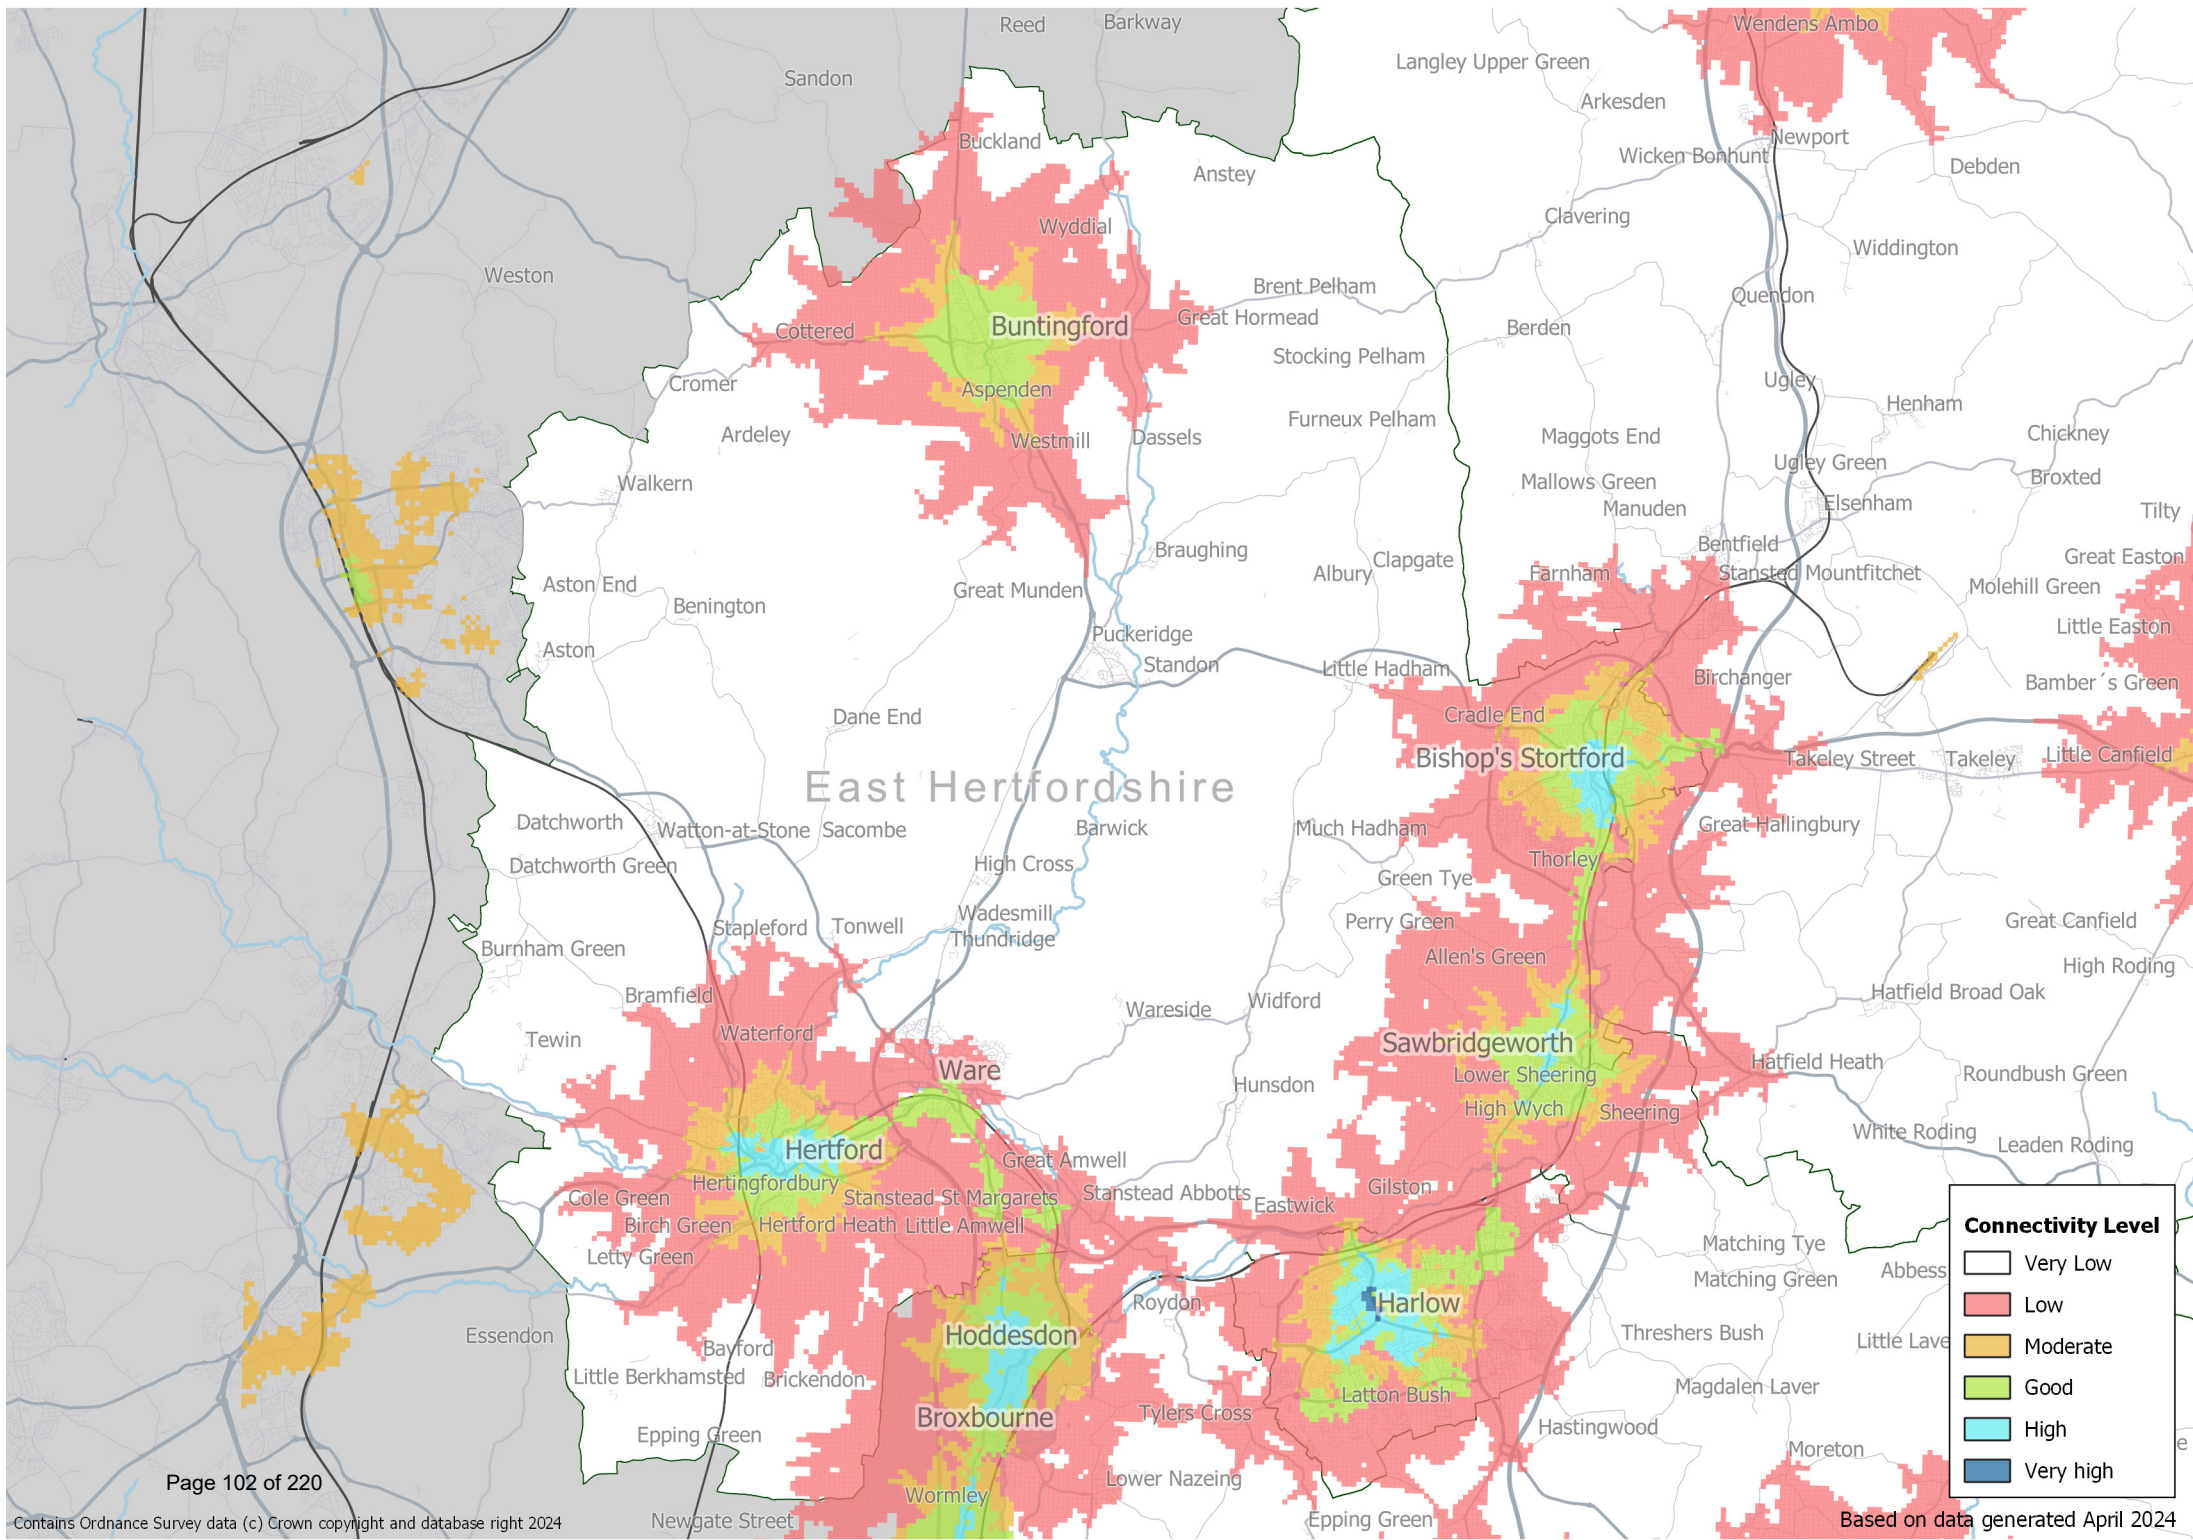 Reed
Barkway
Wendens Ambo
Langley Upper Green
Sandon
Arkesden
Buckland
Newport
Wicken Bonhunt
Debden
Anstey
Clavering
Wyddial
Widdington
Weston
Brent Pelham
Quendon
Great Hormead
Buntingford
Berden
Cottered
Stocking Pelham
Ugley
Cromer
Aspenden
Henham
Furneux Pelham
Ardeley
Westmill
Dassels
Maggots End
Chickney
Ugley Green
Walkern
Mallows Green
Broxted
Manuden
Elsenham
Tilty
Braughing
Bentfield
Clapgate
Great Easton
Albury
Farnham
Stansted Mountfitchet
Aston End
Great Munden
Molehill Green
Benington
Little Easton
Puckeridge
Aston
Standon
Little Hadham
Birchanger
Bamber´s Green
Dane End
Cradle End
Bishop's Stortford
Takeley Street
Takeley
Little Canfield
East Hertfordshire
Datchworth
Watton-at-Stone
Sacombe
Barwick
Much Hadham
Great Hallingbury
Datchworth Green
High Cross
Thorley
Green Tye
Wadesmill
Perry Green
Great Canfield
Stapleford
Tonwell
Thundridge
Burnham Green
Allen's Green
High Roding
Bramfield
Widford
Hatfield Broad Oak
Wareside
Tewin
Waterford
Sawbridgeworth
Ware
Hatfield Heath
Lower Sheering
Roundbush Green
Hunsdon
High Wych
Sheering
White Roding
Leaden Roding
Hertford
Great Amwell
Hertingfordbury
Gilston
Cole Green
Stanstead St Margarets
Stanstead Abbotts
Eastwick
Birch Green
Hertford Heath
Little Amwell
Letty Green
Matching Tye
Matching Green
Abbess
Roydon
Harlow
Essendon
Hoddesdon
Threshers Bush
Little Lave
Bayford
Little Berkhamsted
Brickendon
Latton Bush
Magdalen Laver
Broxbourne
Tylers Cross
Hastingwood
Epping Green
Moreton
e
Lower Nazeing
Wormley
Newgate Street
Epping Green
Connectivity Level
Very Low
Low
Moderate
Good
High
Very high
Page 102 of 220
Contains Ordnance Survey data (c) Crown copyright and database right 2024
Based on data generated April 2024